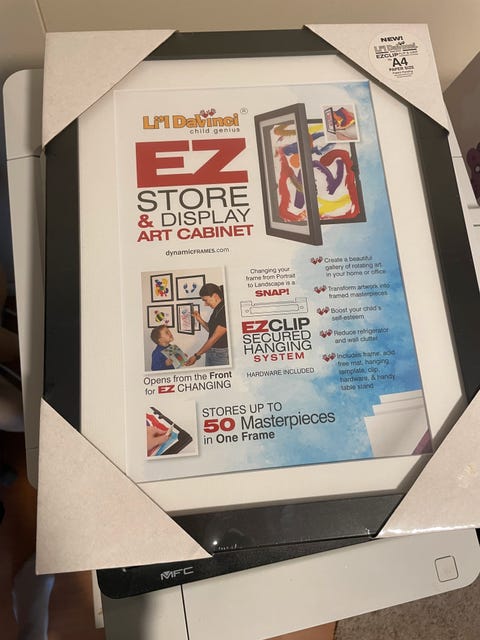 NEW!
Li'l DaVinci
EZCLIP
A4
PAPER SIZE
Li'l DaVinci®
child genius
EZ
STORE
& DISPLAY
ART CABINET
dynamicFRAMES.com
Changing your
frame from Portrait
to Landscape is a
SNAP!
EZCLIP
SECURED
HANGING
SYSTEM
HARDWARE INCLUDED
Create a beautiful
gallery of rotating art
in your home or office
Transform artwork into
framed masterpieces
Boost your child's
self-esteem
Reduce refrigerator
and wall clutter
Includes frame, acid
free mat, hanging
template, clip,
hardware, & handy
table stand
Opens from the Front
for EZ CHANGING
STORES UP TO
50 Masterpieces
in One Frame
MFC